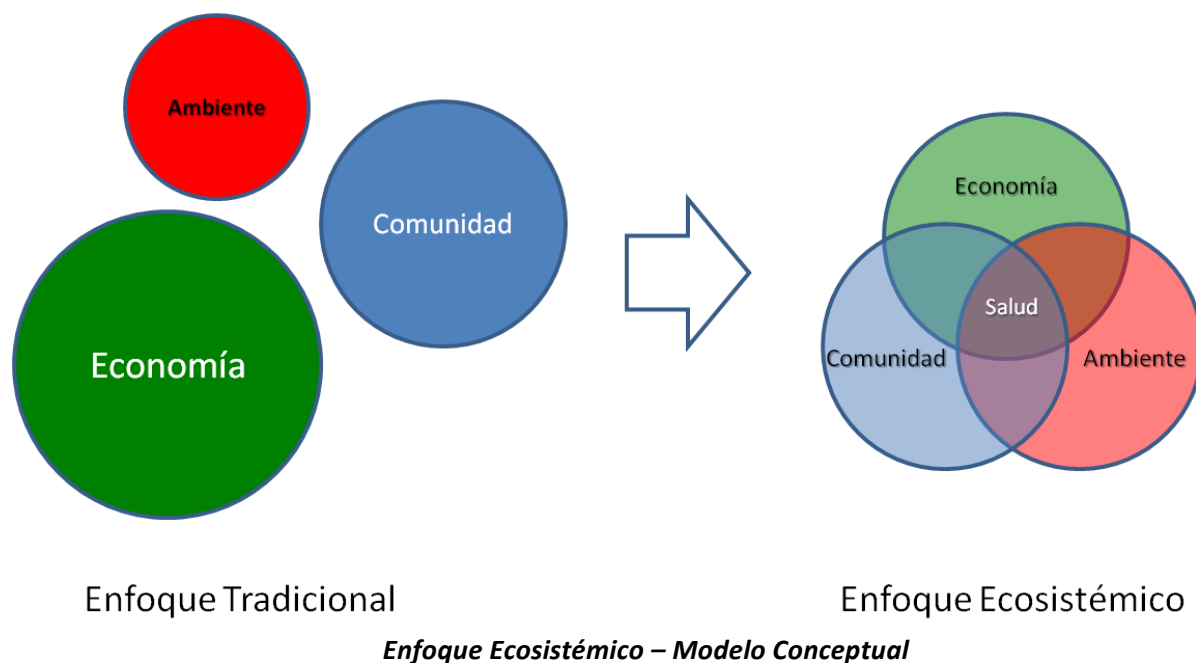 Ambiente
Comunidad
Economía
Economía
Salud
Comunidad
Ambiente
Enfoque Tradicional
Enfoque Ecosistémico
Enfoque Ecosistémico – Modelo Conceptual